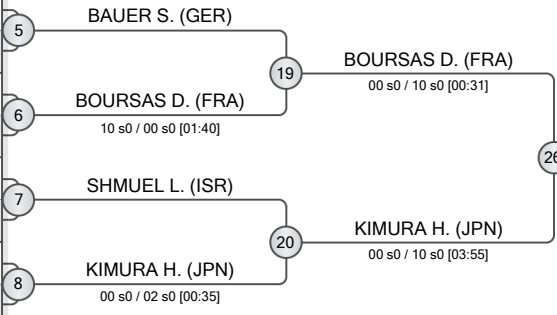 BAUER S. (GER)
5
19
BOURSAS D. (FRA)
00 s0 / 10 s0 [00:31]
BOURSAS D. (FRA)
6
10 s0 / 00 s0 [01:40]
26
SHMUEL L. (ISR)
7
20
KIMURA H. (JPN)
00 s0 / 10 s0 [03:55]
KIMURA H. (JPN)
8
00 s0 / 02 s0 [00:35]